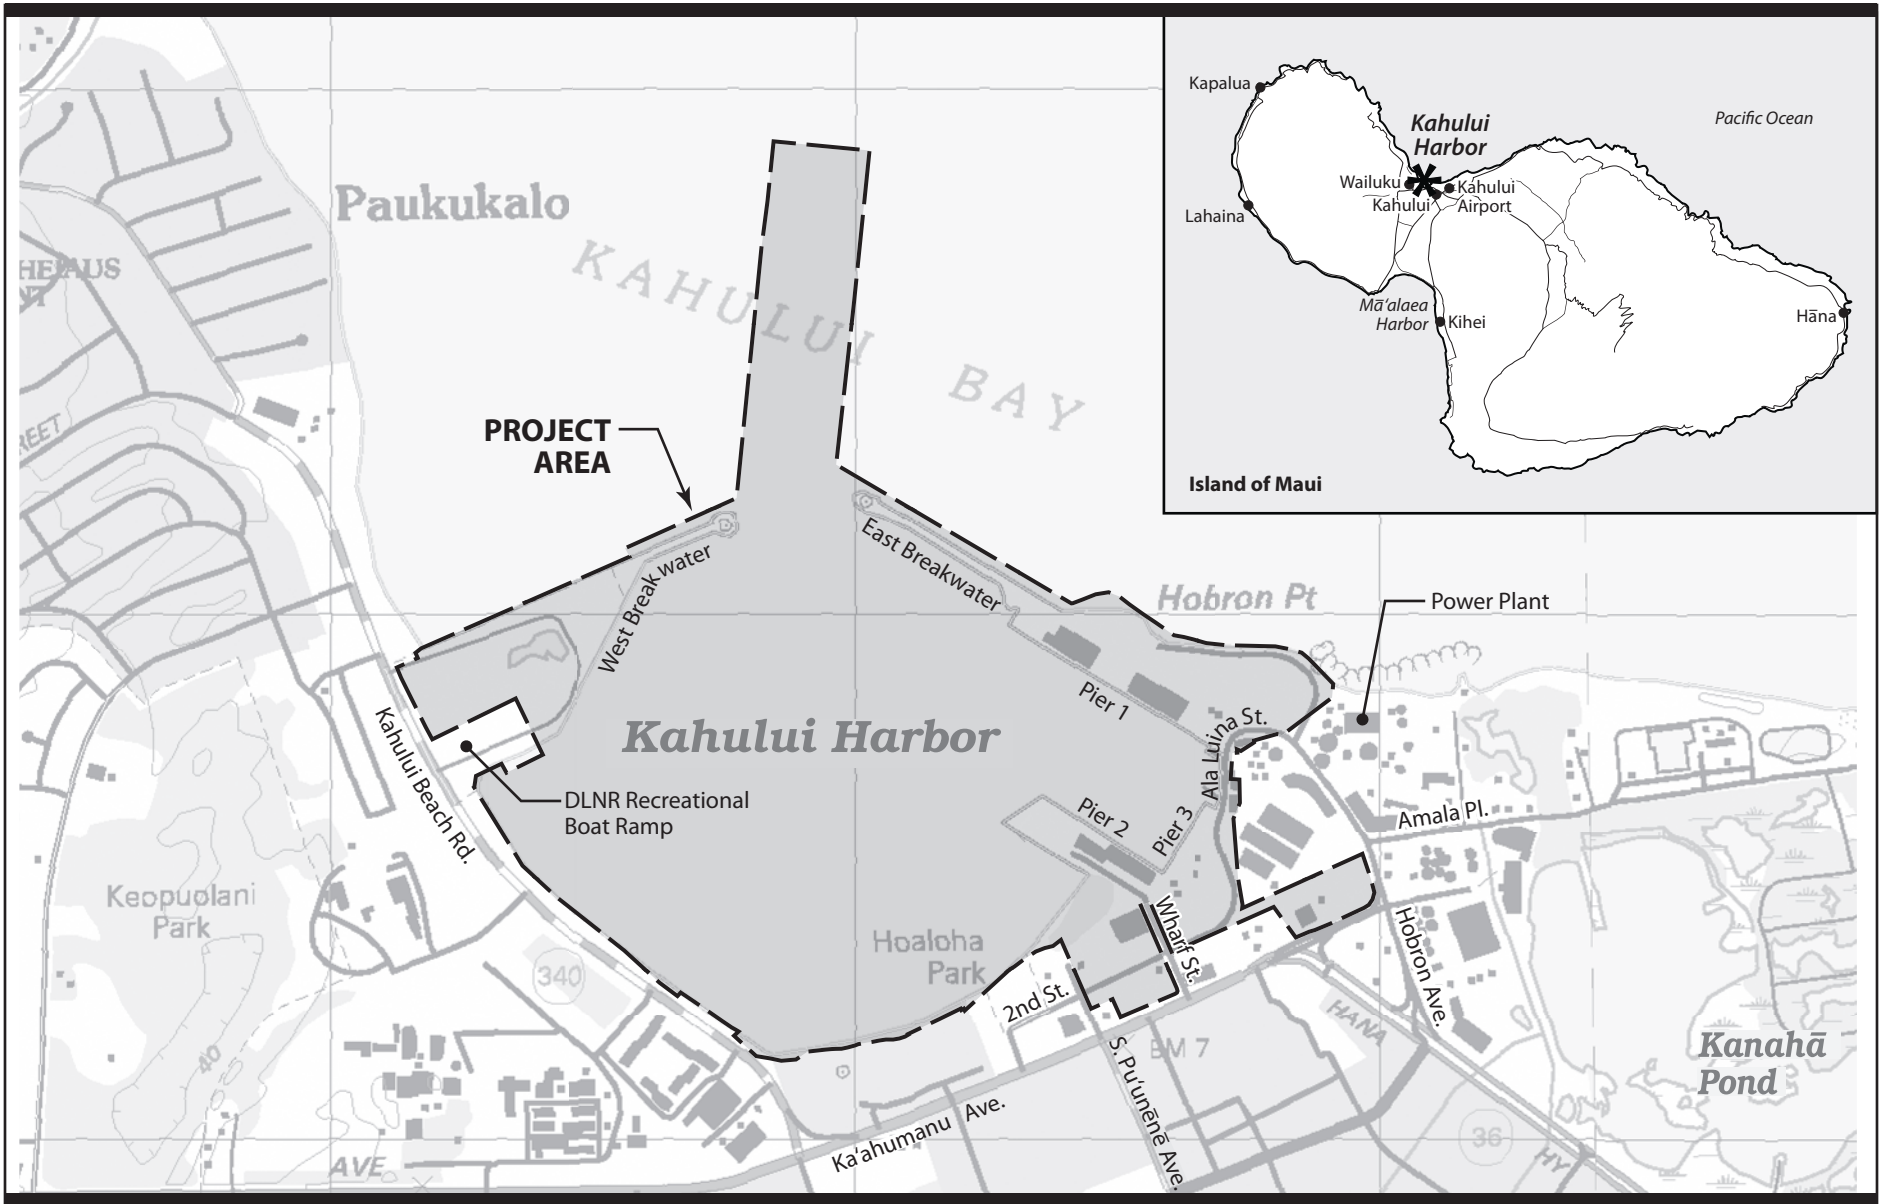 Kapalua
Pacific Ocean
Kahului
Harbor
Wailuku
Kahului
Kahului
Airport
Lahaina
Mā‘alaea
Harbor
Kihei
Hāna
Island of Maui
Paukukalo
KAHULUI BAY
HEIAUS
NT
REET
PROJECT
AREA
West Breakwater
East Breakwater
Hobron Pt
Power Plant
Pier 1
Ala Luina St.
Kahului Harbor
Kahului Beach Rd.
DLNR Recreational
Boat Ramp
Pier 2
Pier 3
Amala Pl.
Keopuolani
Park
Hoaloha
Park
Wharf St.
Hobron Ave.
340
2nd St.
HANA
BM 7
S. Pu‘unēnē Ave.
Kanahā
Pond
40
Ka‘ahumanu Ave.
36
HY
AVE